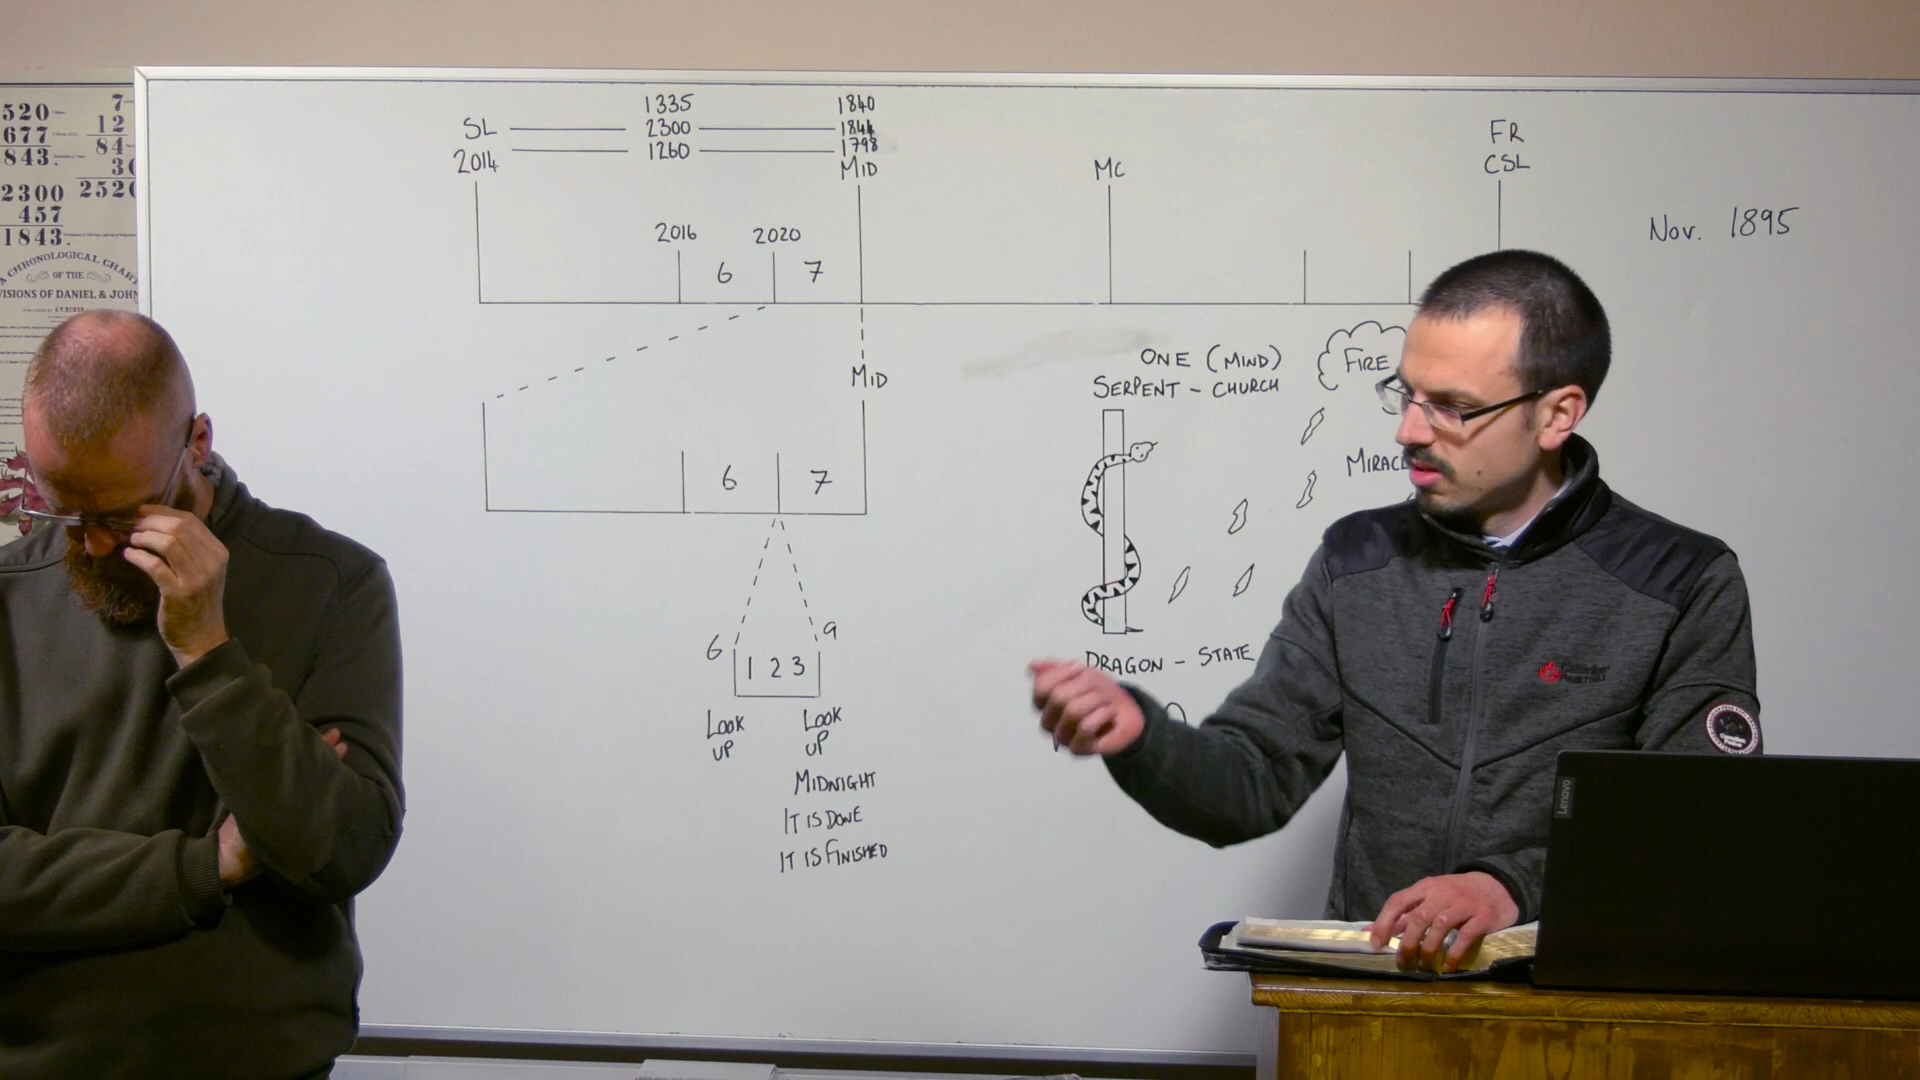 520
677
843.
2300
457
1843.
7
12
84
2520
A CHRONOLOGICAL CHART
OF THE
VISIONS OF DANIEL & JOHN
1335
1840
SL
2300
1844
1260
1798
2014
MID
2016
2020
6
7
MC
FR
CSL
Nov. 1895
MID
6
7
6
9
1 2 3
LOOK
UP
LOOK
UP
MIDNIGHT
IT IS DONE
IT IS FINISHED
ONE (MIND)
SERPENT - CHURCH
FIRE
MIRACL
DRAGON - STATE
Lenovo